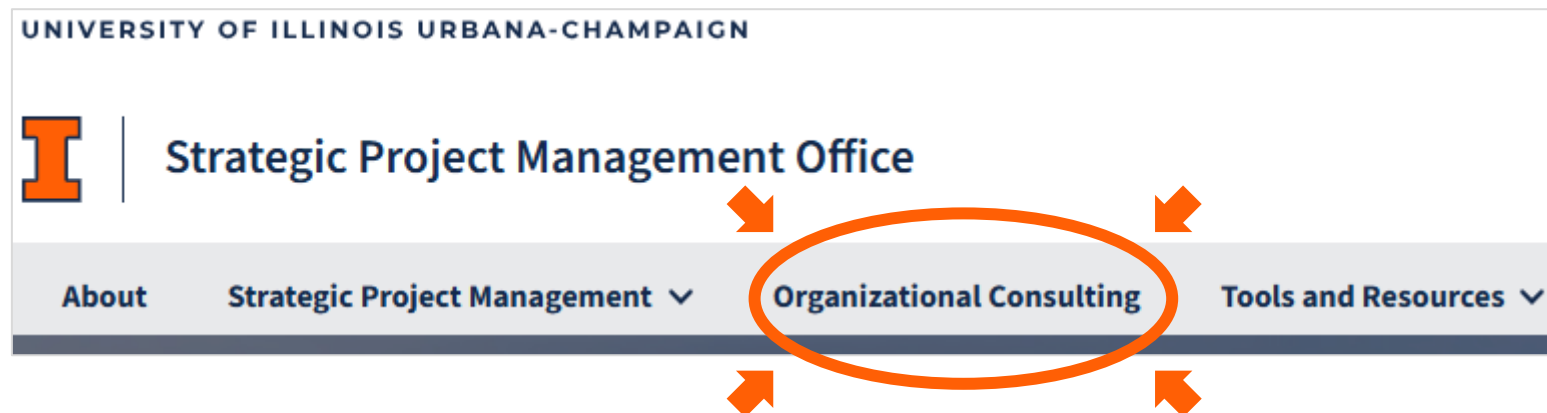 UNIVERSITY OF ILLINOIS URBANA-CHAMPAIGN
I Strategic Project Management Office
About Strategic Project Management Organizational Consulting Tools and Resources